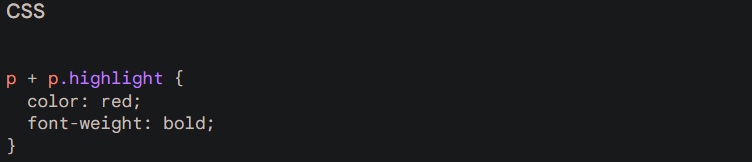 CSS
p + p.highlight {
  color: red;
  font-weight: bold;
}